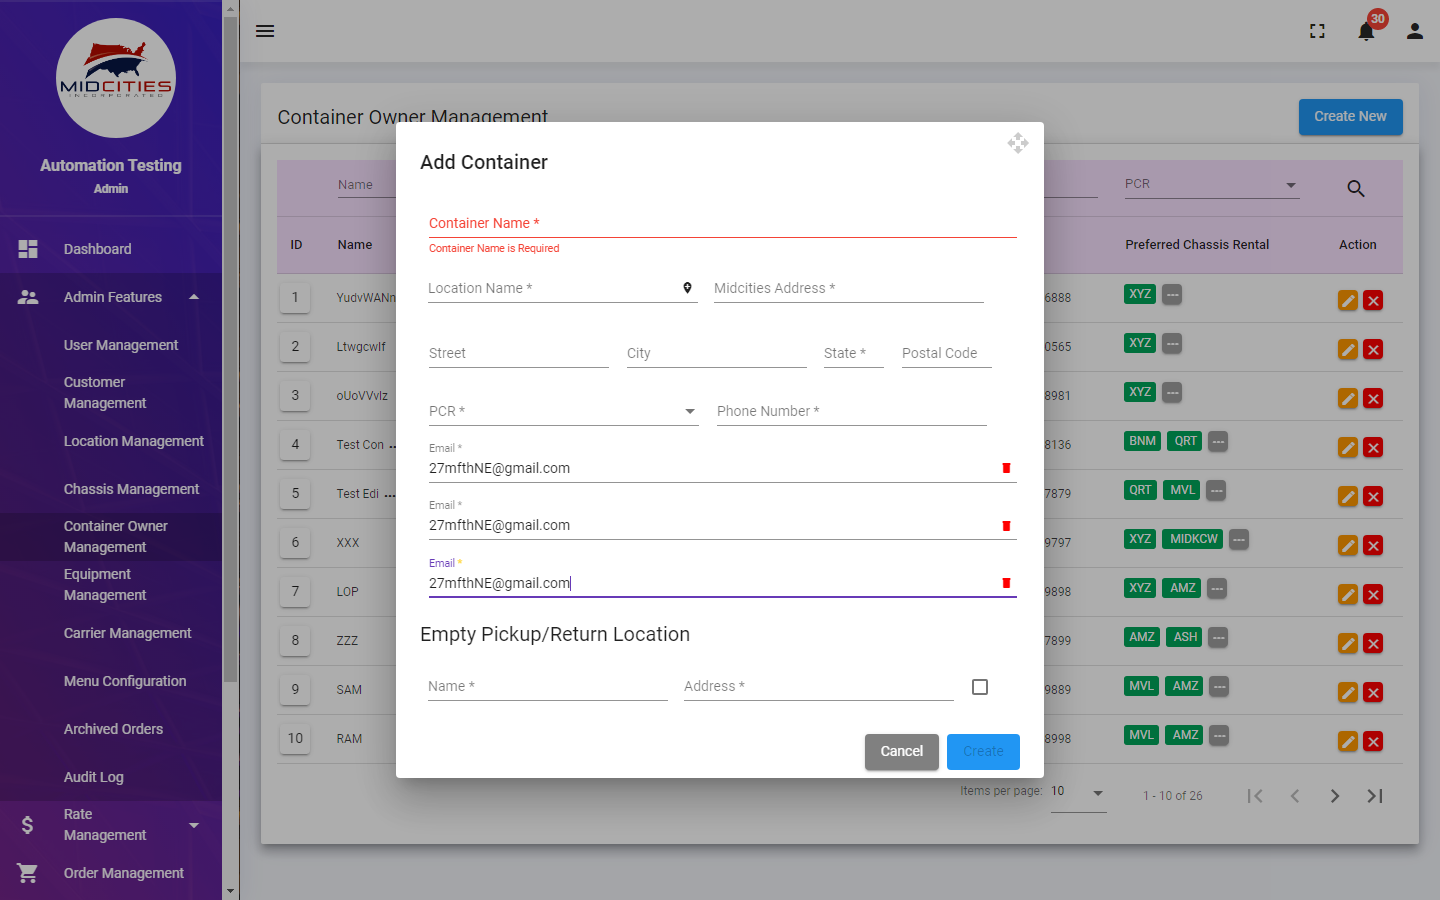 MIDCITIES
INCORPORATED
Automation Testing
Admin
Dashboard
Admin Features
User Management
Customer
Management
Location Management
Chassis Management
Container Owner
Management
Equipment
Management
Carrier Management
Menu Configuration
Archived Orders
Audit Log
Rate
Management
Order Management
30
Container Owner Management
Create New
Name
PCR
ID
Name
Preferred Chassis Rental
Action
1
YudvWANn
6888
XYZ
---
2
Ltwgcwlf
0565
XYZ
---
3
oUoVVvlz
8981
XYZ
---
4
Test Con ...
8136
BNM
QRT
---
5
Test Edi ...
7879
QRT
MVL
---
6
XXX
9797
XYZ
MIDKCW
---
7
LOP
9898
XYZ
AMZ
---
8
ZZZ
7899
AMZ
ASH
---
9
SAM
9889
MVL
AMZ
---
10
RAM
8998
MVL
AMZ
---
Items per page:
10
1 - 10 of 26
Add Container
Container Name *
Container Name is Required
Location Name *
Midcities Address *
Street
City
State *
Postal Code
PCR *
Phone Number *
Email *
27mfthNE@gmail.com
Email *
27mfthNE@gmail.com
Email *
27mfthNE@gmail.com
Empty Pickup/Return Location
Name *
Address *
Cancel
Create